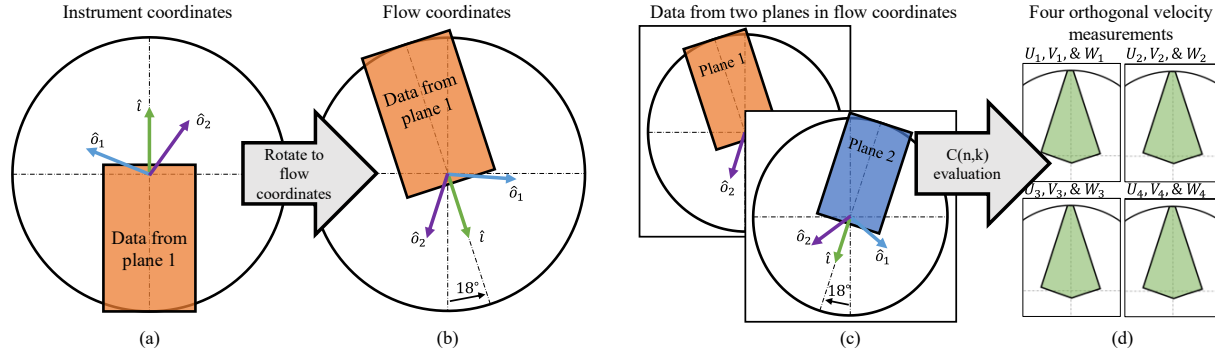 Instrument coordinates
î
ô₂
ô₁
Data from
plane 1
(a)
Rotate to
flow
coordinates
Flow coordinates
Data from
plane 1
ô₁
ô₂
î
18°
(b)
Data from two planes in flow coordinates
Plane 1
ô₂
Plane 2
ô₂
ô₁
î
18°
(c)
C(n,k)
evaluation
Four orthogonal velocity
measurements
U₁, V₁, & W₁
U₂, V₂, & W₂
U₃, V₃, & W₃
U₄, V₄, & W₄
(d)